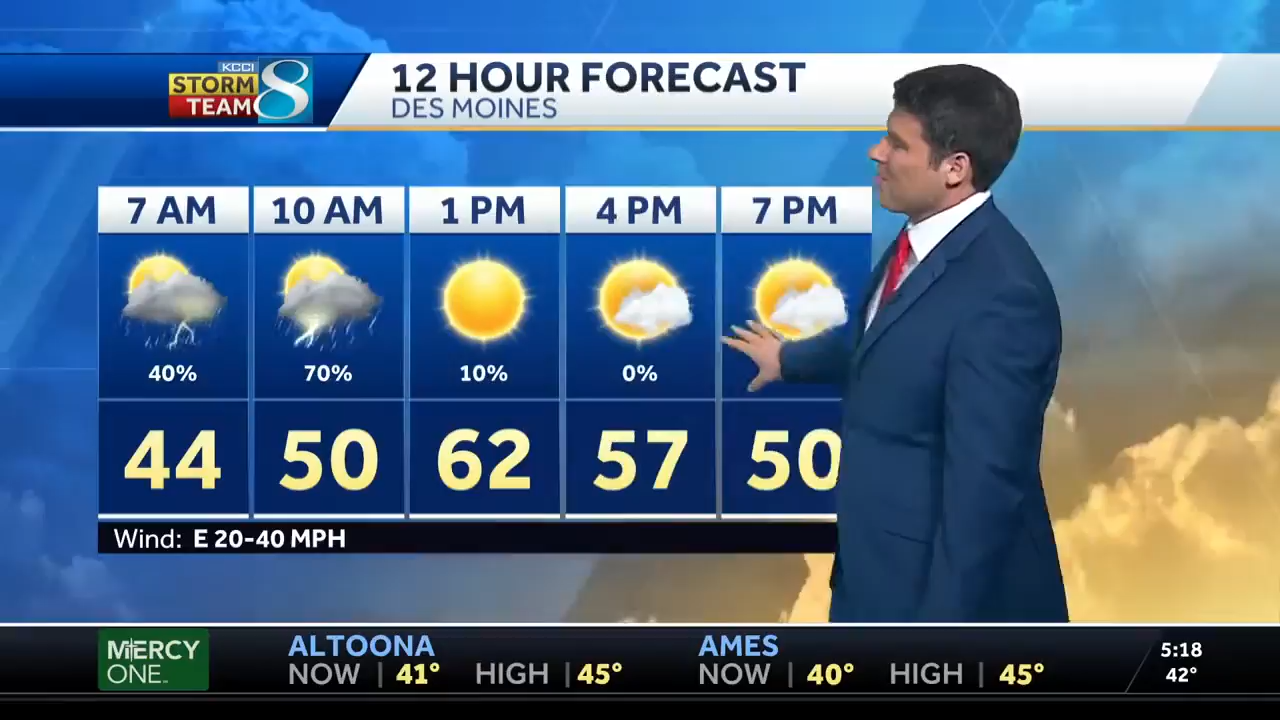 KCCI
STORM
TEAM 8
12 HOUR FORECAST
DES MOINES
7 AM 10 AM 1 PM 4 PM 7 PM
40% 70% 10% 0%
44 50 62 57 50
Wind: E 20-40 MPH
MERCY
ONE
ALTOONA
NOW | 41° HIGH | 45°
AMES
NOW | 40° HIGH | 45°
5:18
42°